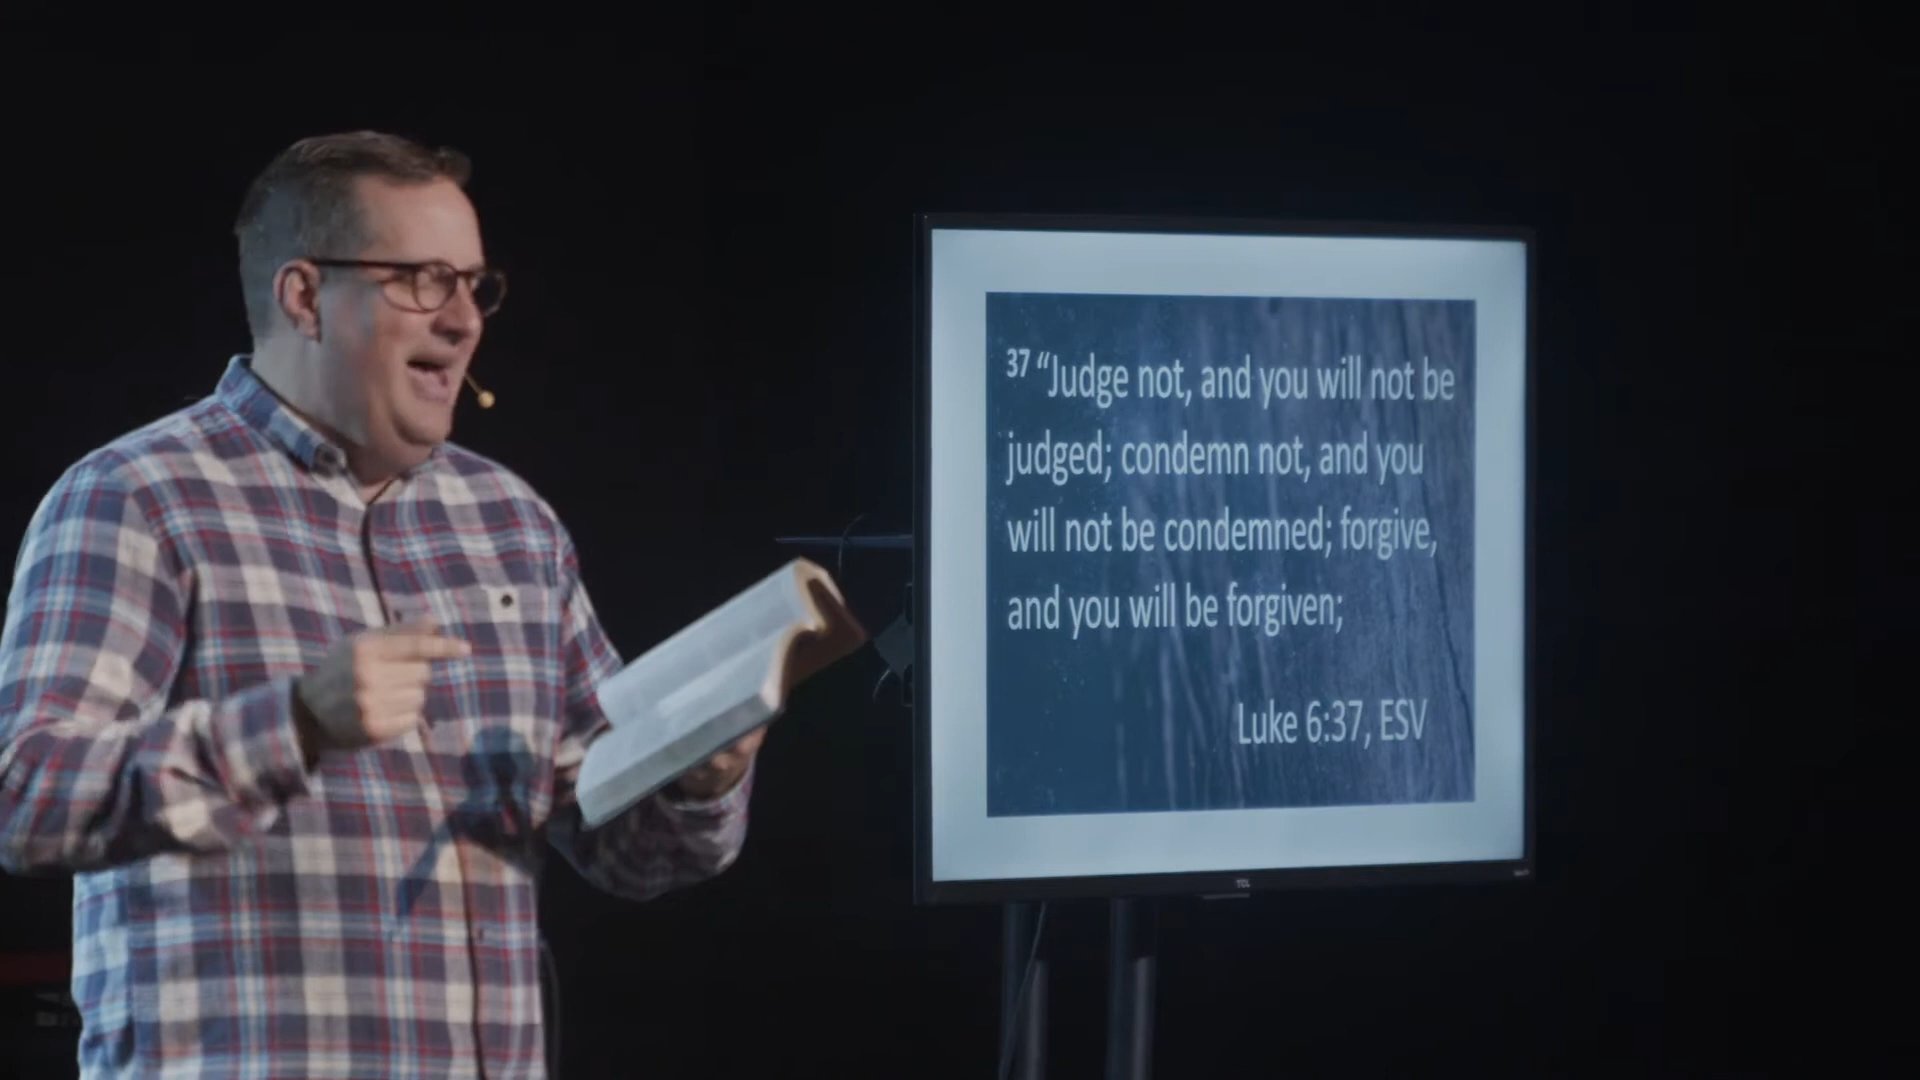 37 “Judge not, and you will not be
judged; condemn not, and you
will not be condemned; forgive,
and you will be forgiven;
Luke 6:37, ESV
TCL